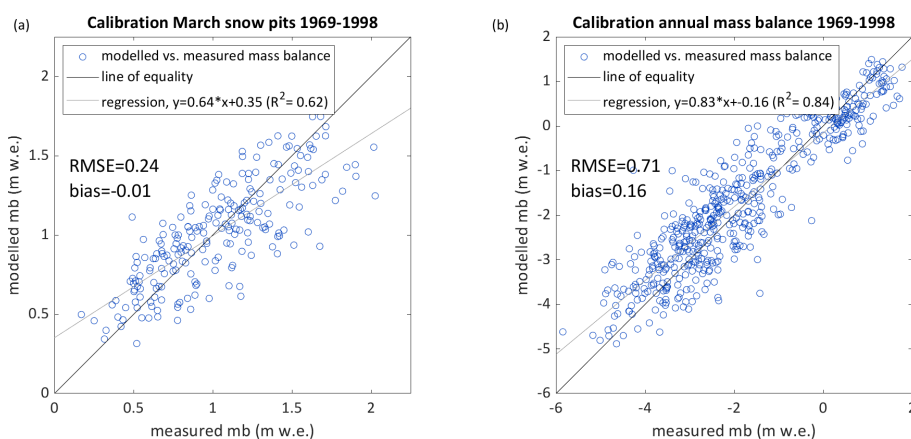 (a)
Calibration March snow pits 1969-1998
modelled vs. measured mass balance
line of equality
regression, y=0.64*x+0.35 (R²= 0.62)
RMSE=0.24
bias=-0.01
modelled mb (m w.e.)
2
1.5
1
0.5
0
0
0.5
1
1.5
2
measured mb (m w.e.)
(b)
Calibration annual mass balance 1969-1998
modelled vs. measured mass balance
line of equality
regression, y=0.83*x+-0.16 (R²= 0.84)
RMSE=0.71
bias=0.16
modelled mb (m w.e.)
2
1
0
-1
-2
-3
-4
-5
-6
-6
-4
-2
0
2
measured mb (m w.e.)